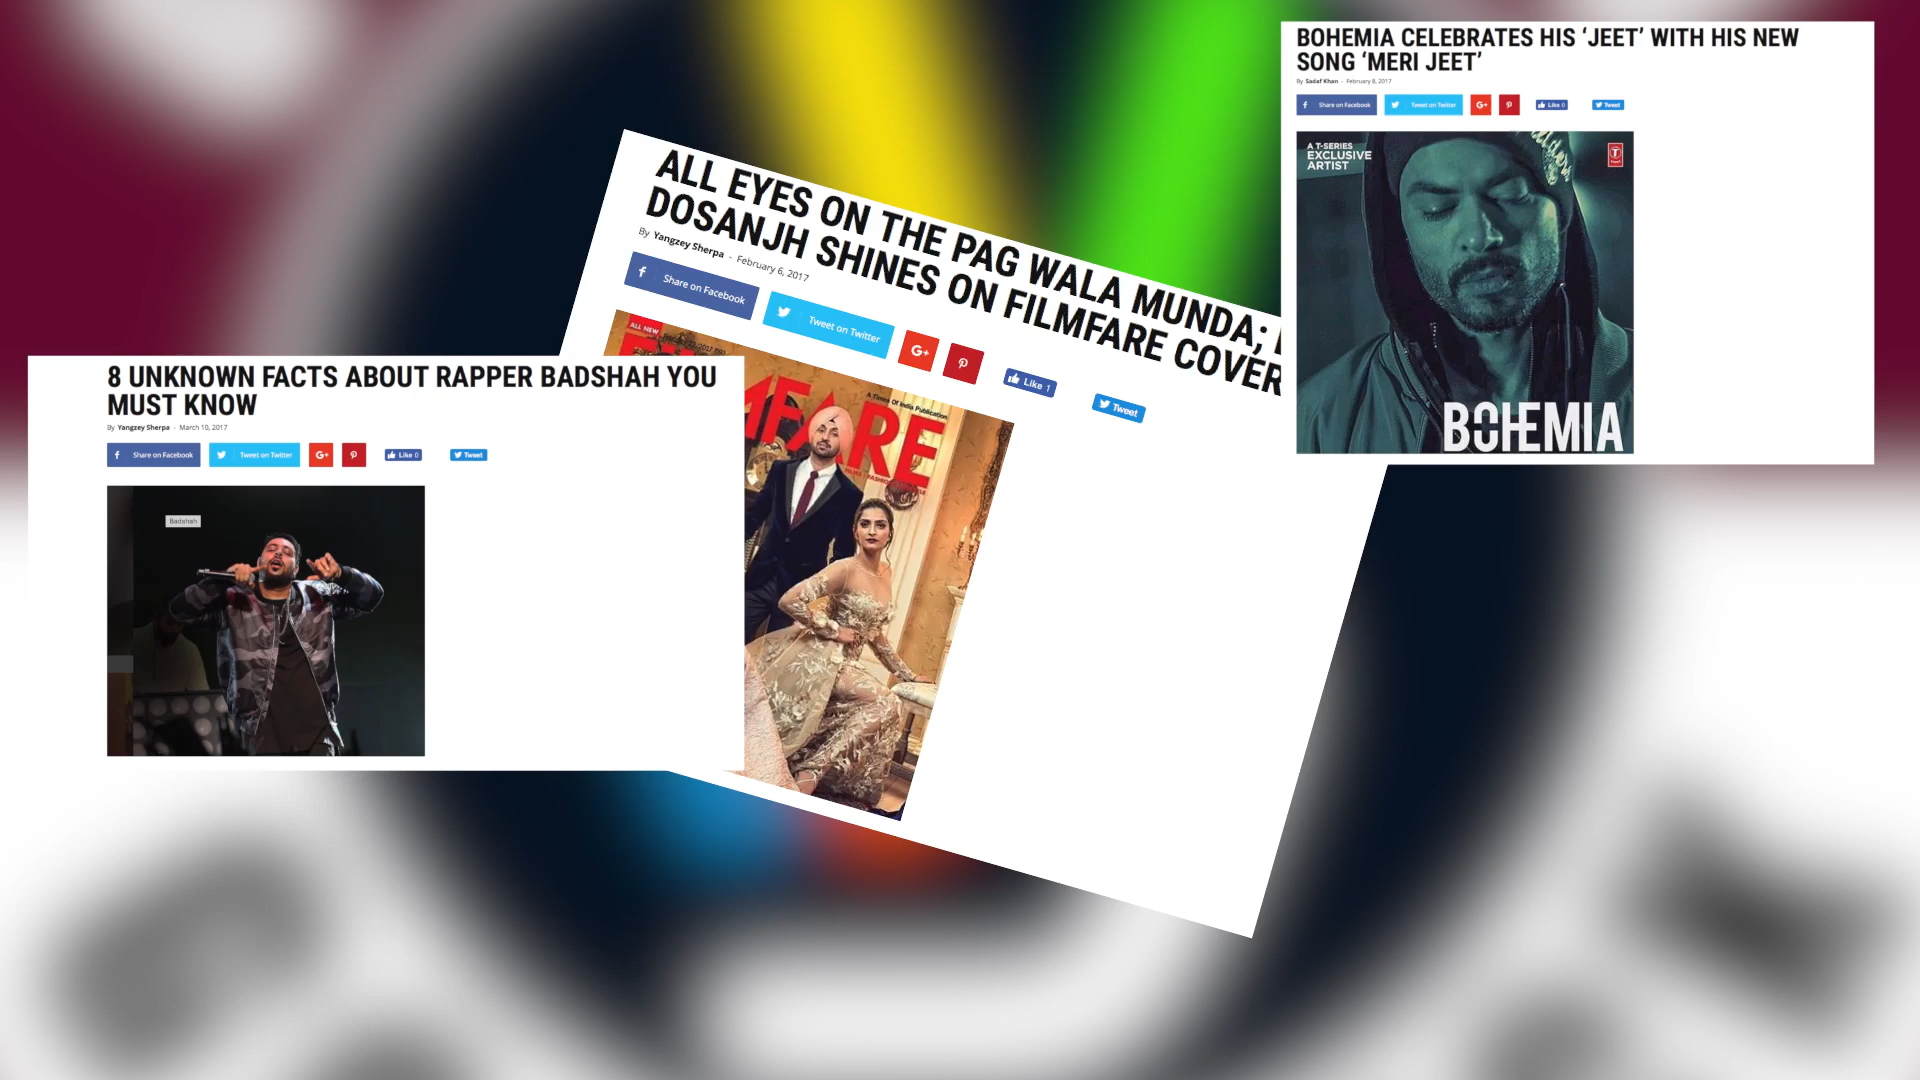 BOHEMIA CELEBRATES HIS ‘JEET’ WITH HIS NEW
SONG ‘MERI JEET’
By Sadaf Khan - February 8, 2017
Share on Facebook
Tweet on Twitter
G+
Like 0
Tweet
A T-SERIES
EXCLUSIVE
ARTIST
BOHEMIA
ALL EYES ON THE PAG WALA MUNDA;
DOSANJH SHINES ON FILMFARE COVER
By Yangzey Sherpa - February 6, 2017
Share on Facebook
Tweet on Twitter
G+
Like 1
Tweet
ALL NEW
A Times Of India Publication
MFARE
8 UNKNOWN FACTS ABOUT RAPPER BADSHAH YOU
MUST KNOW
By Yangzey Sherpa - March 10, 2017
Share on Facebook
Tweet on Twitter
G+
Like 0
Tweet
Badshah